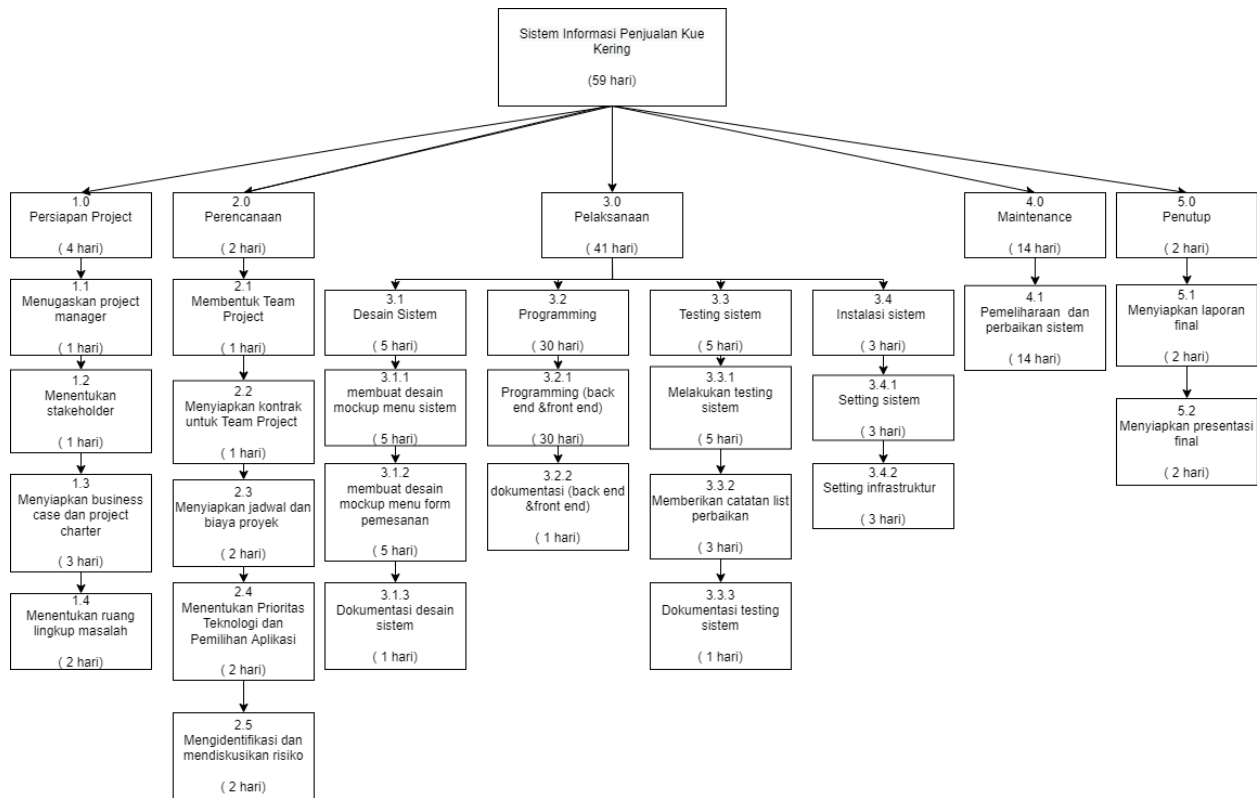 Sistem Informasi Penjualan Kue
Kering
(59 hari)
1.0
Persiapan Project
( 4 hari)
1.1
Menugaskan project
manager
( 1 hari)
1.2
Menentukan
stakeholder
( 1 hari)
1.3
Menyiapkan business
case dan project
charter
( 3 hari)
1.4
Menentukan ruang
lingkup masalah
( 2 hari)
2.0
Perencanaan
( 2 hari)
2.1
Membentuk Team
Project
( 1 hari)
2.2
Menyiapkan kontrak
untuk Team Project
( 1 hari)
2.3
Menyiapkan jadwal dan
biaya proyek
( 2 hari)
2.4
Menentukan Prioritas
Teknologi dan
Pemilihan Aplikasi
( 2 hari)
2.5
Mengidentifikasi dan
mendiskusikan risiko
( 2 hari)
3.0
Pelaksanaan
( 41 hari)
3.1
Desain Sistem
( 5 hari)
3.1.1
membuat desain
mockup menu sistem
( 5 hari)
3.1.2
membuat desain
mockup menu form
pemesanan
( 5 hari)
3.1.3
Dokumentasi desain
sistem
( 1 hari)
3.2
Programming
( 30 hari)
3.2.1
Programming (back
end &front end)
( 30 hari)
3.2.2
dokumentasi (back end
&front end)
( 1 hari)
3.3
Testing sistem
( 5 hari)
3.3.1
Melakukan testing
sistem
( 5 hari)
3.3.2
Memberikan catatan list
perbaikan
( 3 hari)
3.3.3
Dokumentasi testing
sistem
( 1 hari)
3.4
Instalasi sistem
( 3 hari)
3.4.1
Setting sistem
( 3 hari)
3.4.2
Setting infrastruktur
( 3 hari)
4.0
Maintenance
( 14 hari)
4.1
Pemeliharaan dan
perbaikan sistem
( 14 hari)
5.0
Penutup
( 2 hari)
5.1
Menyiapkan laporan
final
( 2 hari)
5.2
Menyiapkan presentasi
final
( 2 hari)